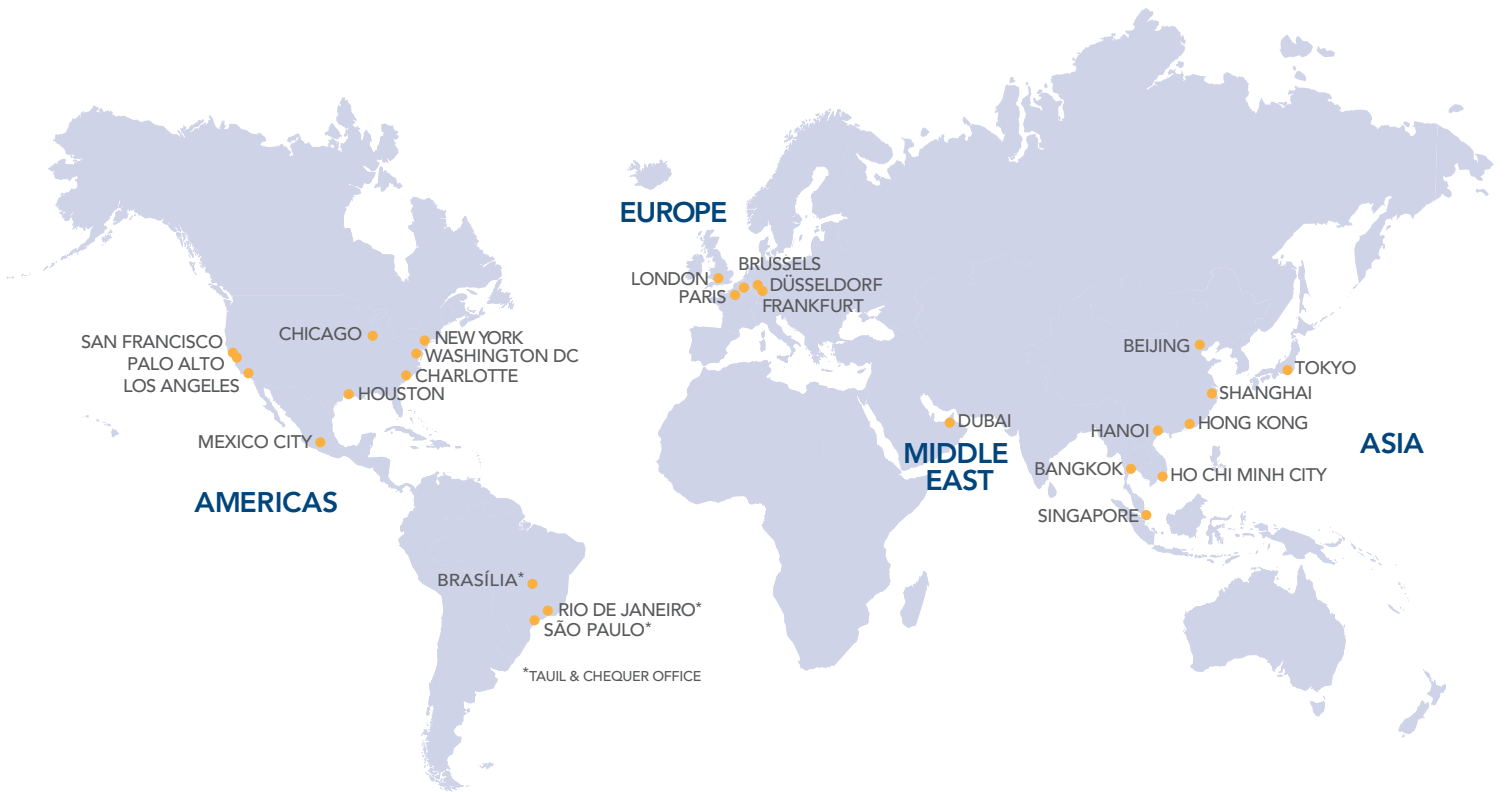 EUROPE
BRUSSELS
LONDON
DÜSSELDORF
PARIS
FRANKFURT
SAN FRANCISCO
PALO ALTO
LOS ANGELES
CHICAGO
NEW YORK
WASHINGTON DC
CHARLOTTE
HOUSTON
MEXICO CITY
AMERICAS
BRASÍLIA*
RIO DE JANEIRO*
SÃO PAULO*
*TAUIL & CHEQUER OFFICE
DUBAI
MIDDLE
EAST
BEIJING
TOKYO
SHANGHAI
HONG KONG
HANOI
ASIA
BANGKOK
HO CHI MINH CITY
SINGAPORE